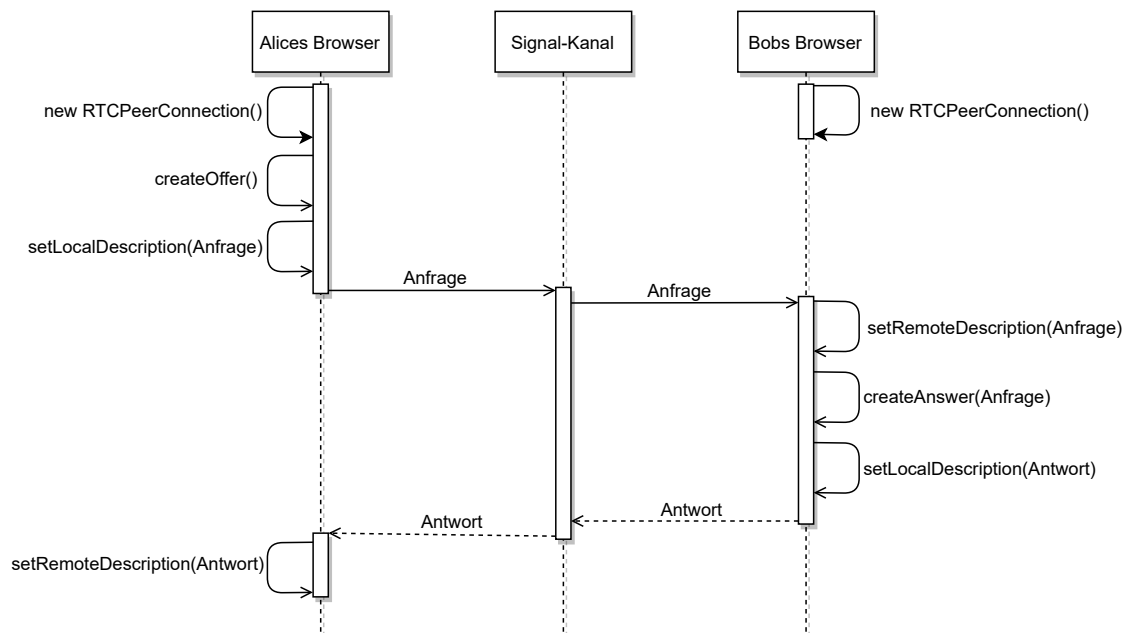 Alices Browser
Signal-Kanal
Bobs Browser
new RTCPeerConnection()
new RTCPeerConnection()
createOffer()
setLocalDescription(Anfrage)
Anfrage
Anfrage
setRemoteDescription(Anfrage)
createAnswer(Anfrage)
setLocalDescription(Antwort)
Antwort
Antwort
setRemoteDescription(Antwort)